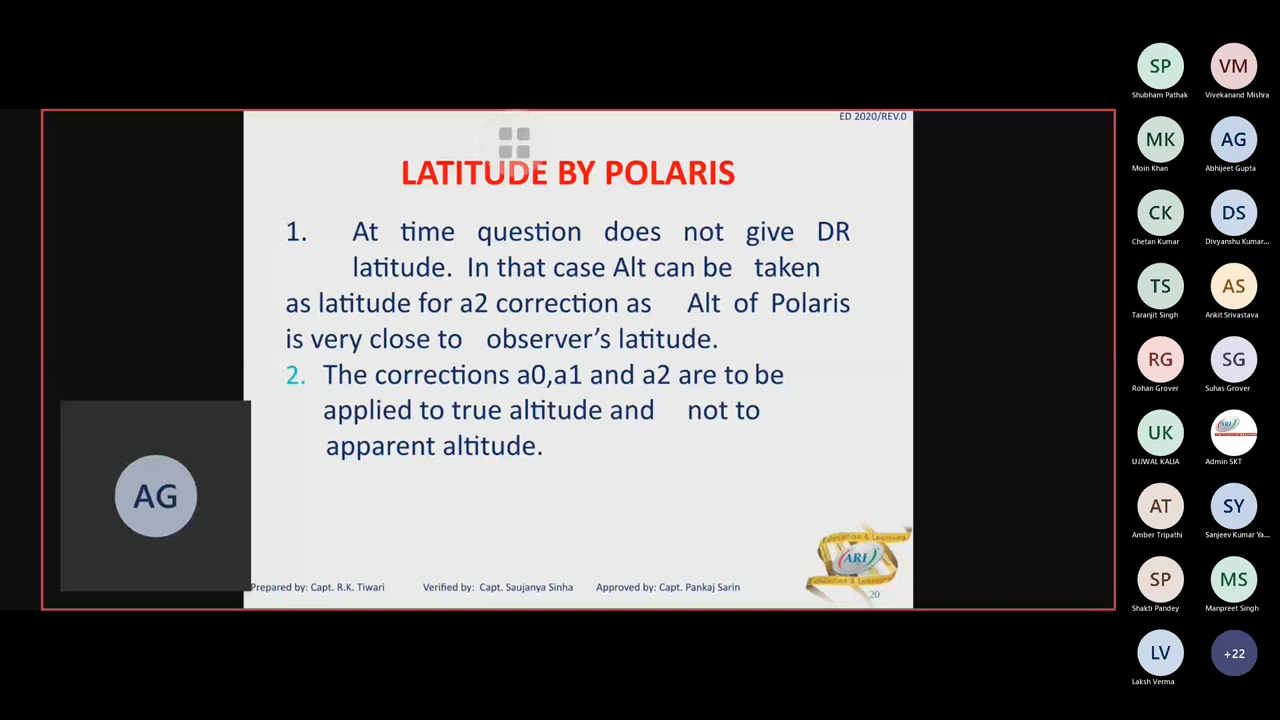 ED 2020/REV.0
LATITUDE BY POLARIS
1. At time question does not give DR
latitude. In that case Alt can be taken
as latitude for a2 correction as Alt of Polaris
is very close to observer’s latitude.
2. The corrections a0,a1 and a2 are to be
applied to true altitude and not to
apparent altitude.
AG
ARI
Prepared by: Capt. R.K. Tiwari Verified by: Capt. Saujanya Sinha Approved by: Capt. Pankaj Sarin
20
SP VM
Shubham Pathak Vivekanand Mishra
MK AG
Moin Khan Abhijeet Gupta
CK DS
Chetan Kumar Divyanshu Kumar...
TS AS
Taranjit Singh Ankit Srivastava
RG SG
Rohan Grover Suhas Grover
UK ARI
UJJWAL KALIA Admin SKT
AT SY
Amber Tripathi Sanjeev Kumar Ya...
SP MS
Shakti Pandey Manpreet Singh
LV +22
Laksh Verma